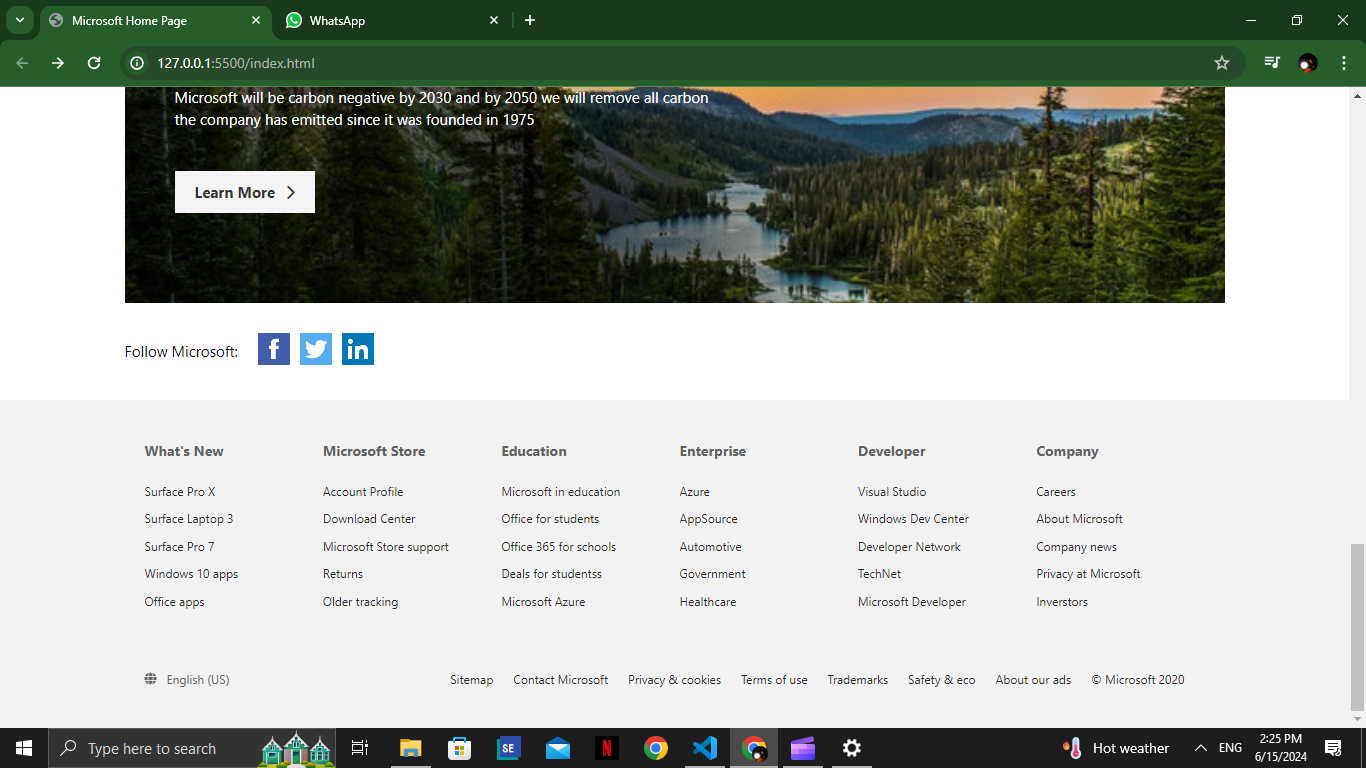 Microsoft Home Page
WhatsApp
127.0.0.1:5500/index.html
Microsoft will be carbon negative by 2030 and by 2050 we will remove all carbon
the company has emitted since it was founded in 1975
Learn More
Follow Microsoft:
What's New
Surface Pro X
Surface Laptop 3
Surface Pro 7
Windows 10 apps
Office apps
Microsoft Store
Account Profile
Download Center
Microsoft Store support
Returns
Older tracking
Education
Microsoft in education
Office for students
Office 365 for schools
Deals for studentss
Microsoft Azure
Enterprise
Azure
AppSource
Automotive
Government
Healthcare
Developer
Visual Studio
Windows Dev Center
Developer Network
TechNet
Microsoft Developer
Company
Careers
About Microsoft
Company news
Privacy at Microsoft
Inverstors
English (US)
Sitemap Contact Microsoft Privacy & cookies Terms of use Trademarks Safety & eco About our ads © Microsoft 2020
Type here to search
SE
N
Hot weather
ENG
2:25 PM
6/15/2024